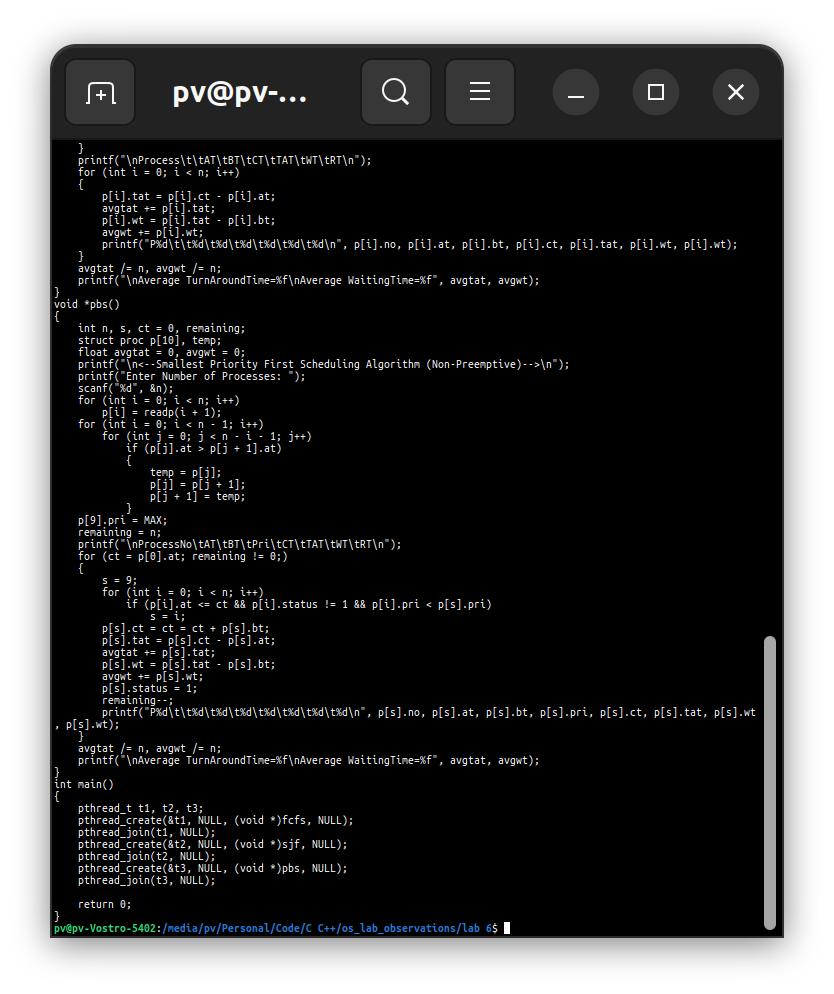 pv@pv-...
    }
    printf("\nProcess\t\tAT\tBT\tCT\tTAT\tWT\tRT\n");
    for (int i = 0; i < n; i++)
    {
        p[i].tat = p[i].ct - p[i].at;
        avgtat += p[i].tat;
        p[i].wt = p[i].tat - p[i].bt;
        avgwt += p[i].wt;
        printf("P%d\t\t%d\t%d\t%d\t%d\t%d\t%d\n", p[i].no, p[i].at, p[i].bt, p[i].ct, p[i].tat, p[i].wt, p[i].wt);
    }
    avgtat /= n, avgwt /= n;
    printf("\nAverage TurnAroundTime=%f\nAverage WaitingTime=%f", avgtat, avgwt);
}
void *pbs()
{
    int n, s, ct = 0, remaining;
    struct proc p[10], temp;
    float avgtat = 0, avgwt = 0;
    printf("\n<--Smallest Priority First Scheduling Algorithm (Non-Preemptive)-->\n");
    printf("Enter Number of Processes: ");
    scanf("%d", &n);
    for (int i = 0; i < n; i++)
        p[i] = readp(i + 1);
    for (int i = 0; i < n - 1; i++)
        for (int j = 0; j < n - i - 1; j++)
            if (p[j].at > p[j + 1].at)
            {
                temp = p[j];
                p[j] = p[j + 1];
                p[j + 1] = temp;
            }
    p[9].pri = MAX;
    remaining = n;
    printf("\nProcessNo\tAT\tBT\tPri\tCT\tTAT\tWT\tRT\n");
    for (ct = p[0].at; remaining != 0;)
    {
        s = 9;
        for (int i = 0; i < n; i++)
            if (p[i].at <= ct && p[i].status != 1 && p[i].pri < p[s].pri)
                s = i;
        p[s].ct = ct = ct + p[s].bt;
        p[s].tat = p[s].ct - p[s].at;
        avgtat += p[s].tat;
        p[s].wt = p[s].tat - p[s].bt;
        avgwt += p[s].wt;
        p[s].status = 1;
        remaining--;
        printf("P%d\t\t%d\t%d\t%d\t%d\t%d\t%d\t%d\n", p[s].no, p[s].at, p[s].bt, p[s].pri, p[s].ct, p[s].tat, p[s].wt
, p[s].wt);
    }
    avgtat /= n, avgwt /= n;
    printf("\nAverage TurnAroundTime=%f\nAverage WaitingTime=%f", avgtat, avgwt);
}
int main()
{
    pthread_t t1, t2, t3;
    pthread_create(&t1, NULL, (void *)fcfs, NULL);
    pthread_join(t1, NULL);
    pthread_create(&t2, NULL, (void *)sjf, NULL);
    pthread_join(t2, NULL);
    pthread_create(&t3, NULL, (void *)pbs, NULL);
    pthread_join(t3, NULL);

    return 0;
}
pv@pv-Vostro-5402:/media/pv/Personal/Code/C C++/os_lab_observations/lab 6$